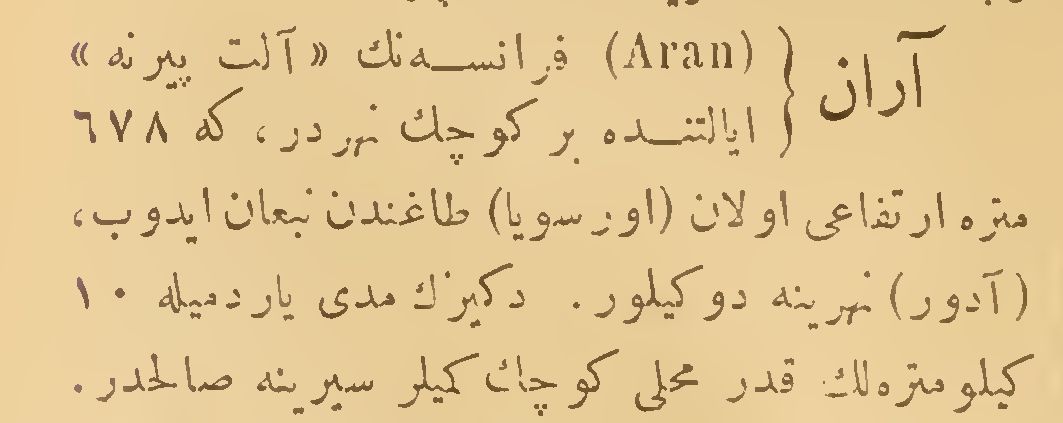 آران { (Aran) فرانسه‌نك «آلت پیرنه»
ایالتنده بر كوچك نهردر، كه ٦٧٨
متره ارتفاعی اولان (اورسویا) طاغندن نبعان ایدوب،
(آدور) نهرینه دوكیلور. دكیزك مدی یاردمیله ١٠
كیلومتره‌لك قدر محلی كوچك كمیلر سیرینه صالحدر.